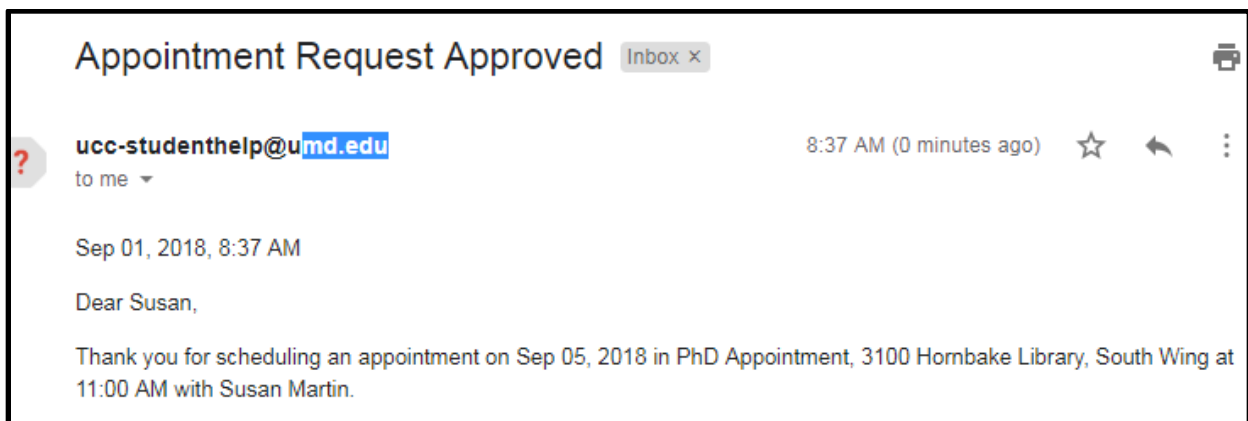 Appointment Request Approved Inbox ×
?
ucc-studenthelp@umd.edu 8:37 AM (0 minutes ago)
to me
Sep 01, 2018, 8:37 AM
Dear Susan,
Thank you for scheduling an appointment on Sep 05, 2018 in PhD Appointment, 3100 Hornbake Library, South Wing at
11:00 AM with Susan Martin.